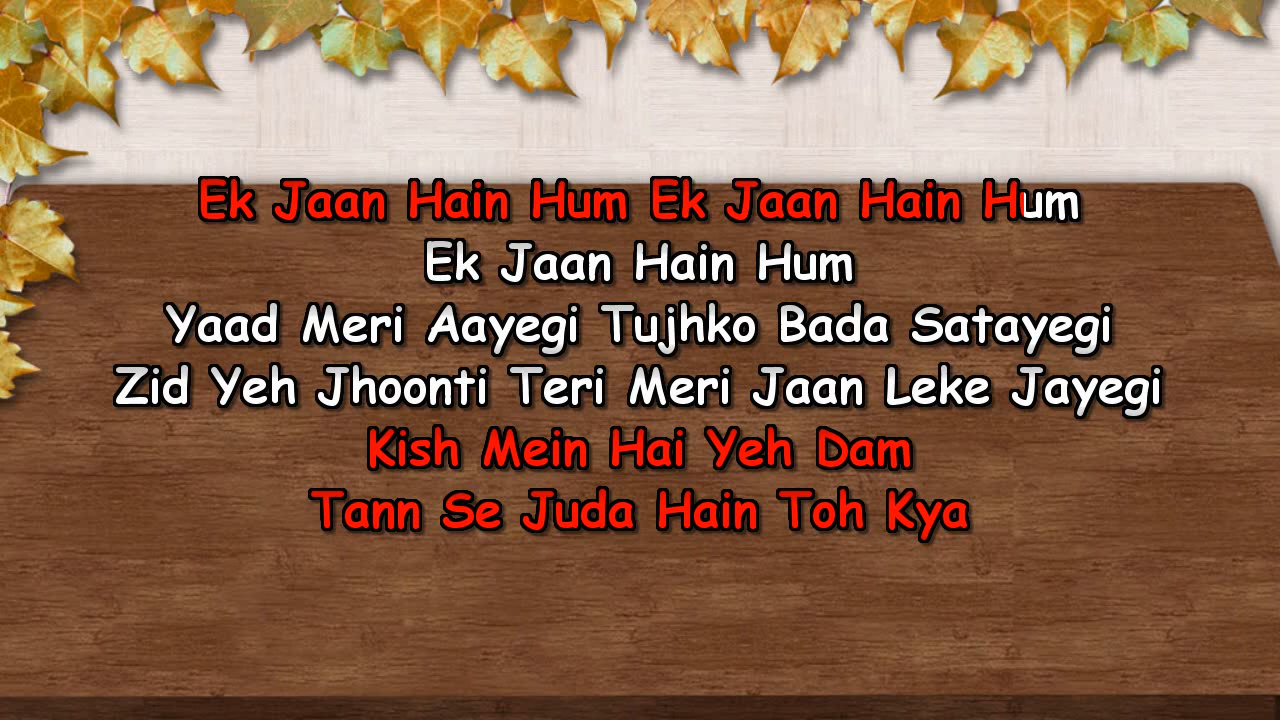 Ek Jaan Hain Hum Ek Jaan Hain Hum
Ek Jaan Hain Hum
Yaad Meri Aayegi Tujhko Bada Satayegi
Zid Yeh Jhoonti Teri Meri Jaan Leke Jayegi
Kish Mein Hai Yeh Dam
Tann Se Juda Hain Toh Kya